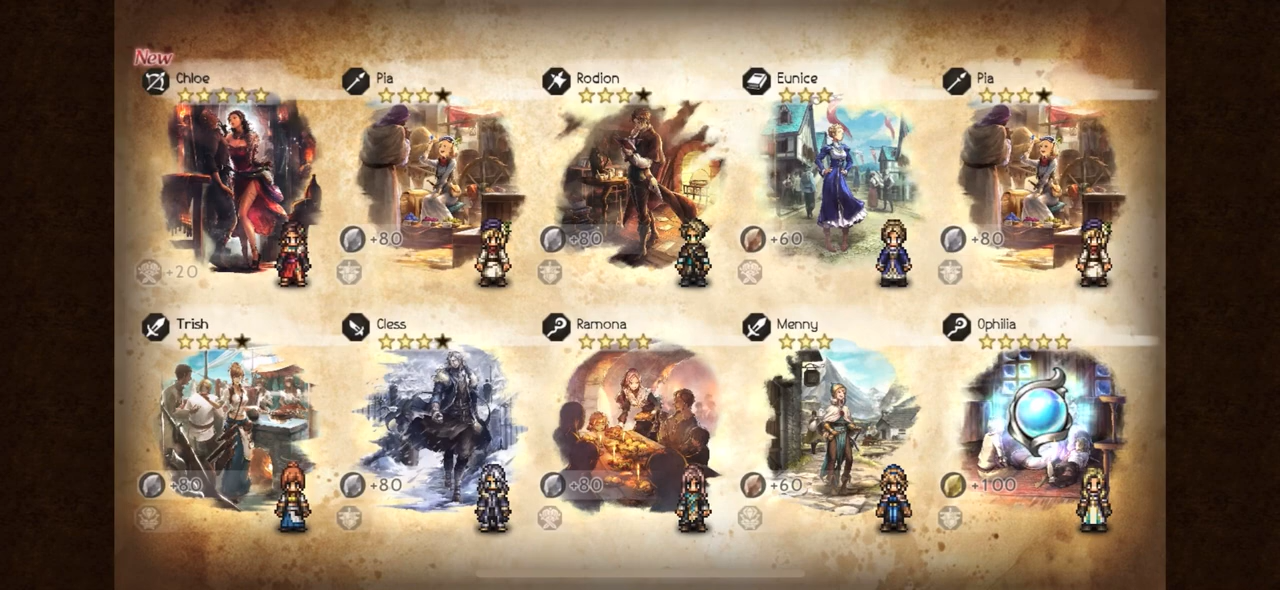 New
Chloe
Pia
Rodion
Eunice
Pia
+80
+80
+60
+80
+20
Trish
Cless
Ramona
Menny
Ophilia
+80
+80
+80
+60
+100